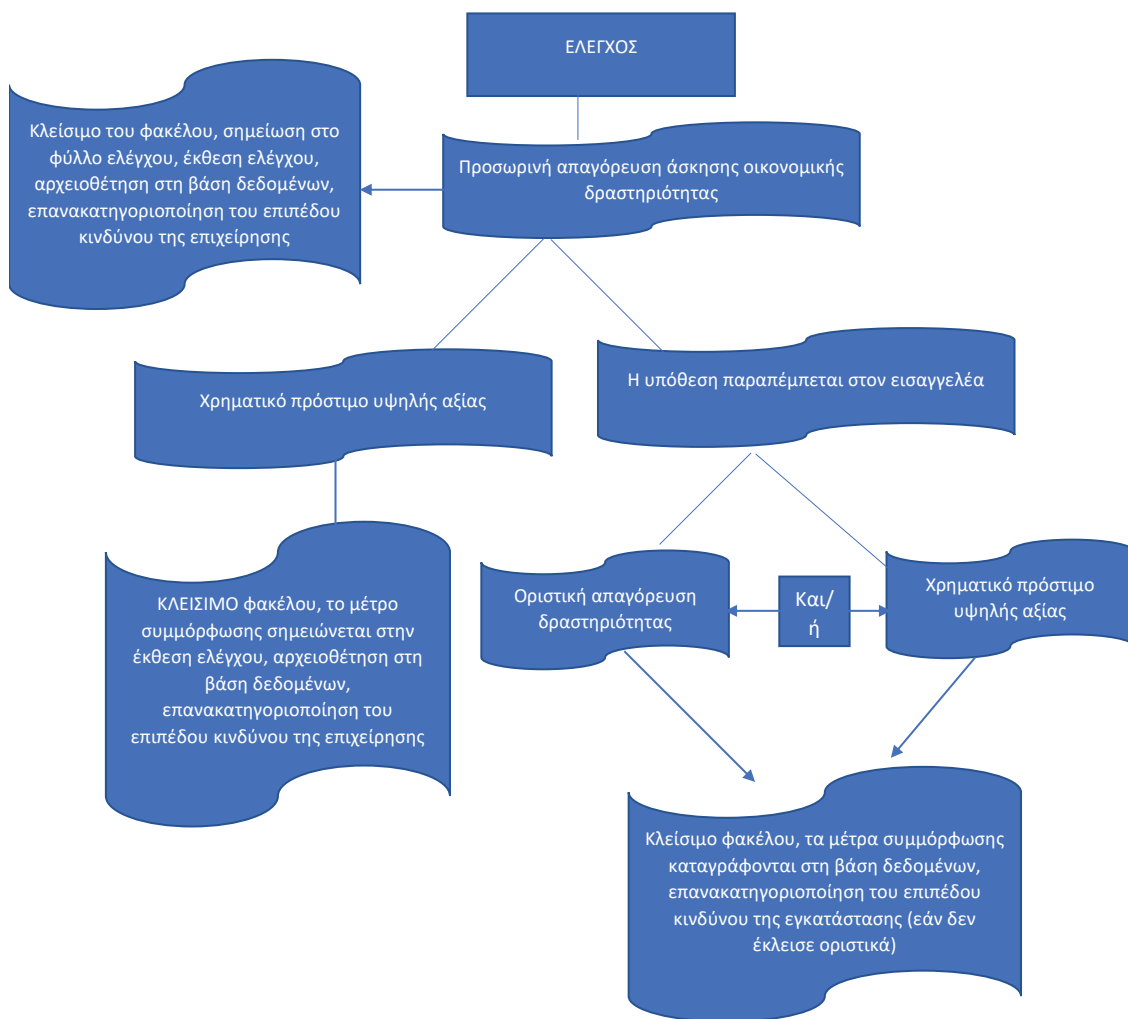 ΕΛΕΓΧΟΣ
Κλείσιμο του φακέλου, σημείωση στο
φύλλο ελέγχου, έκθεση ελέγχου,
αρχειοθέτηση στη βάση δεδομένων,
επανακατηγοριοποίηση του επιπέδου
κινδύνου της επιχείρησης
Προσωρινή απαγόρευση άσκησης οικονομικής
δραστηριότητας
Χρηματικό πρόστιμο υψηλής αξίας
Η υπόθεση παραπέμπεται στον εισαγγελέα
ΚΛΕΙΣΙΜΟ φακέλου, το μέτρο
συμμόρφωσης σημειώνεται στην
έκθεση ελέγχου, αρχειοθέτηση στη
βάση δεδομένων,
επανακατηγοριοποίηση του
επιπέδου κινδύνου της επιχείρησης
Οριστική απαγόρευση
δραστηριότητας
Και/
ή
Χρηματικό πρόστιμο
υψηλής αξίας
Κλείσιμο φακέλου, τα μέτρα συμμόρφωσης
καταγράφονται στη βάση δεδομένων,
επανακατηγοριοποίηση του επιπέδου
κινδύνου της εγκατάστασης (εάν δεν
έκλεισε οριστικά)